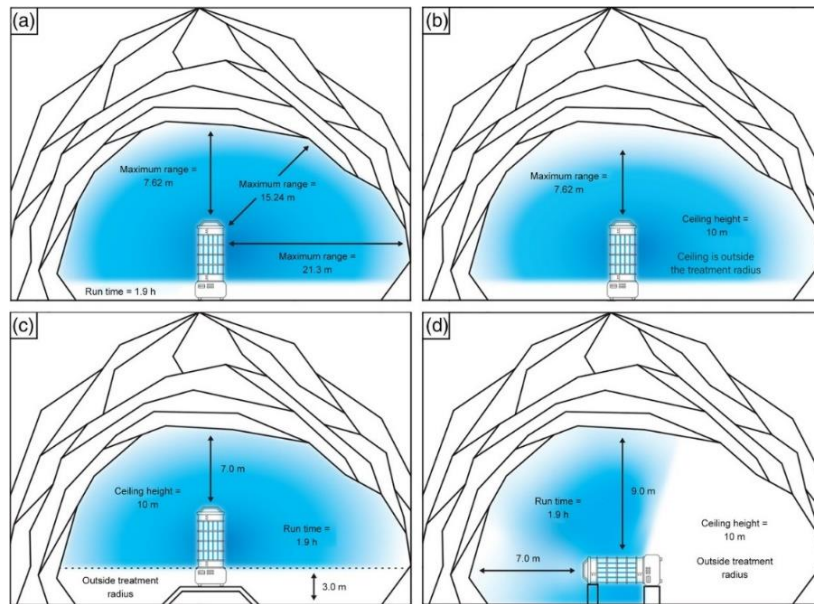 (a)
Maximum range =
7.62 m
Maximum range =
15.24 m
Maximum range =
21.3 m
Run time = 1.9 h
(b)
Maximum range =
7.62 m
Ceiling height =
10 m
Ceiling is outside
the treatment radius
(c)
7.0 m
Ceiling height =
10 m
Run time =
1.9 h
Outside treatment
radius
3.0 m
(d)
9.0 m
Run time =
1.9 h
Ceiling height =
10 m
7.0 m
Outside treatment
radius